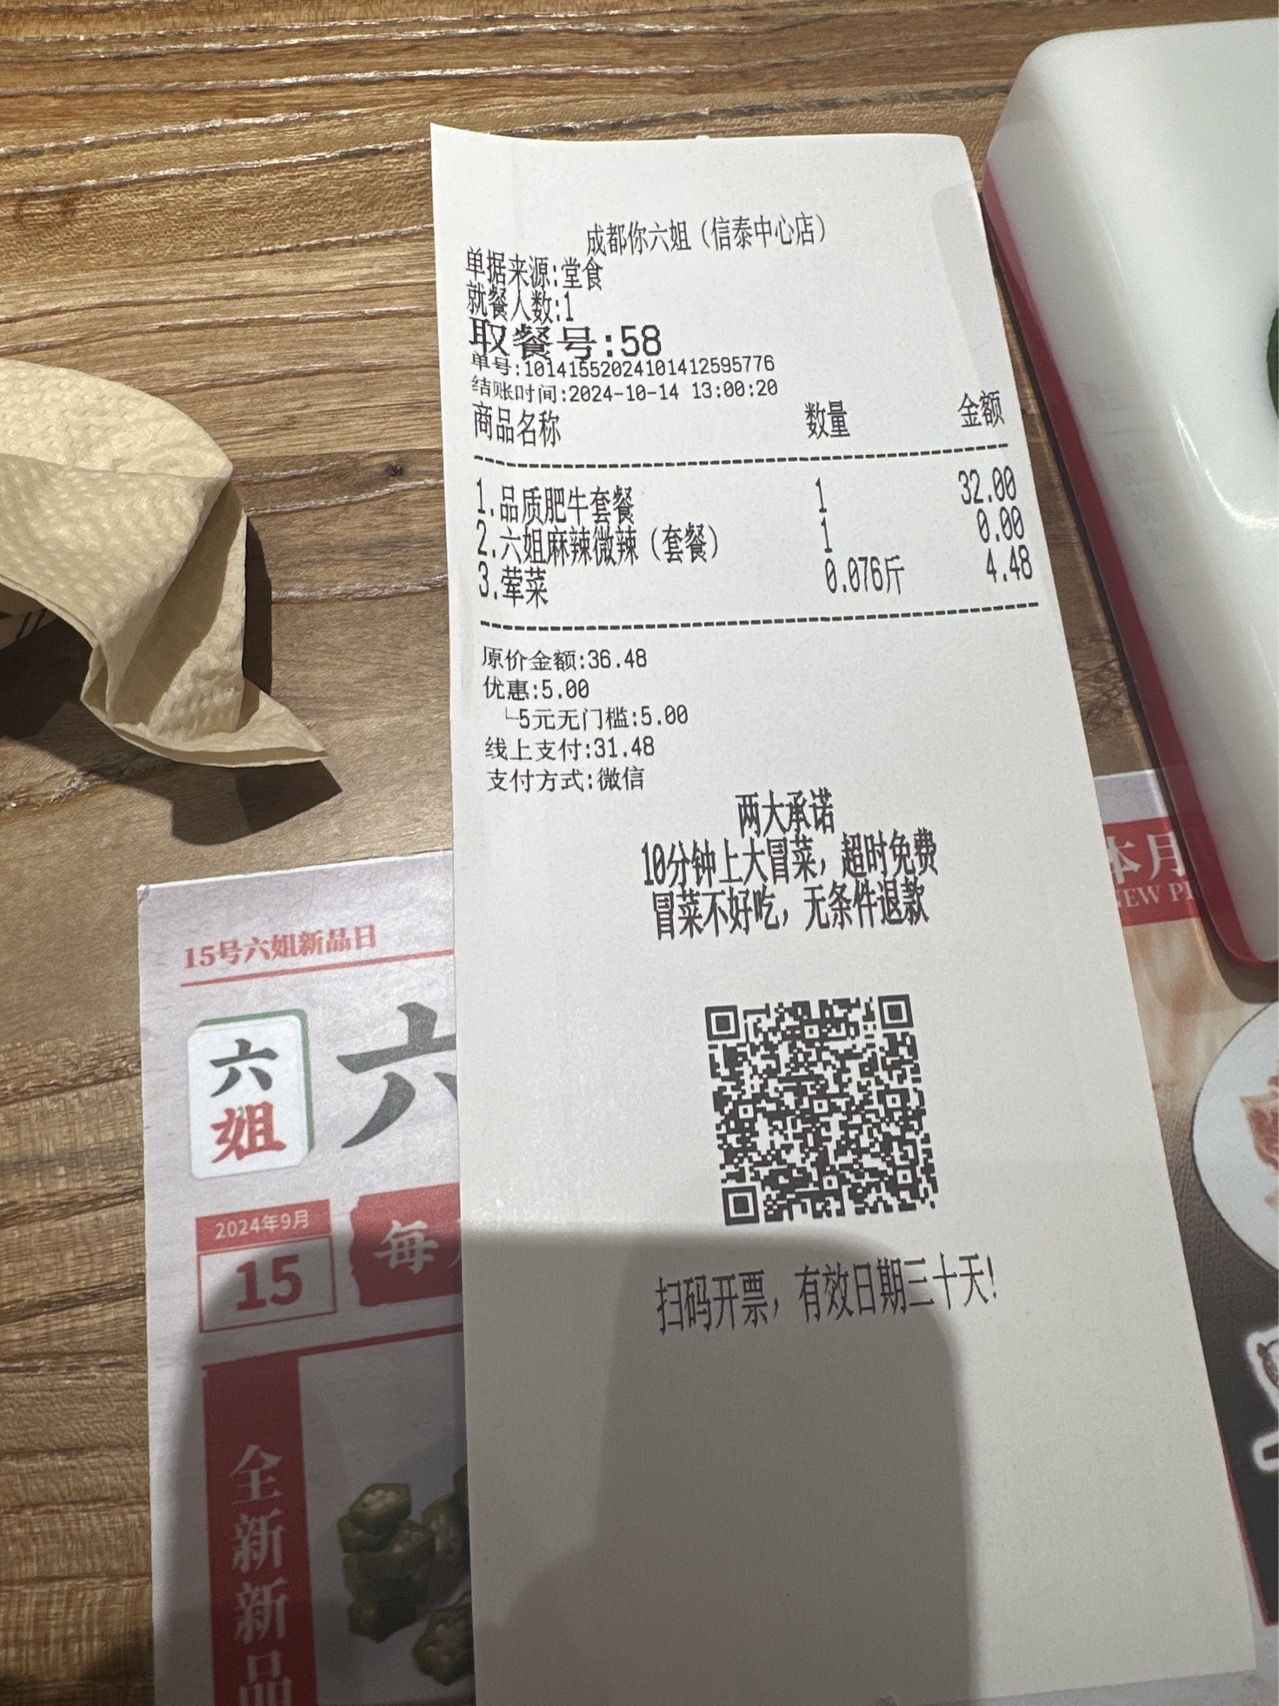 成都你六姐（信泰中心店）
单据来源:堂食
就餐人数:1
取餐号:58
单号:10141552024101412595776
结账时间:2024-10-14 13:00:20
商品名称 数量 金额
1.品质肥牛套餐 1 32.00
2.六姐麻辣微辣（套餐） 1 0.00
3.荤菜 0.076斤 4.48
原价金额:36.48
优惠:5.00
└5元无门槛:5.00
线上支付:31.48
支付方式:微信
两大承诺
10分钟上大冒菜，超时免费
冒菜不好吃，无条件退款
扫码开票，有效日期三十天!
15号六姐新品日
六姐
六
2024年9月
15
每
全新新品
本月
NEW